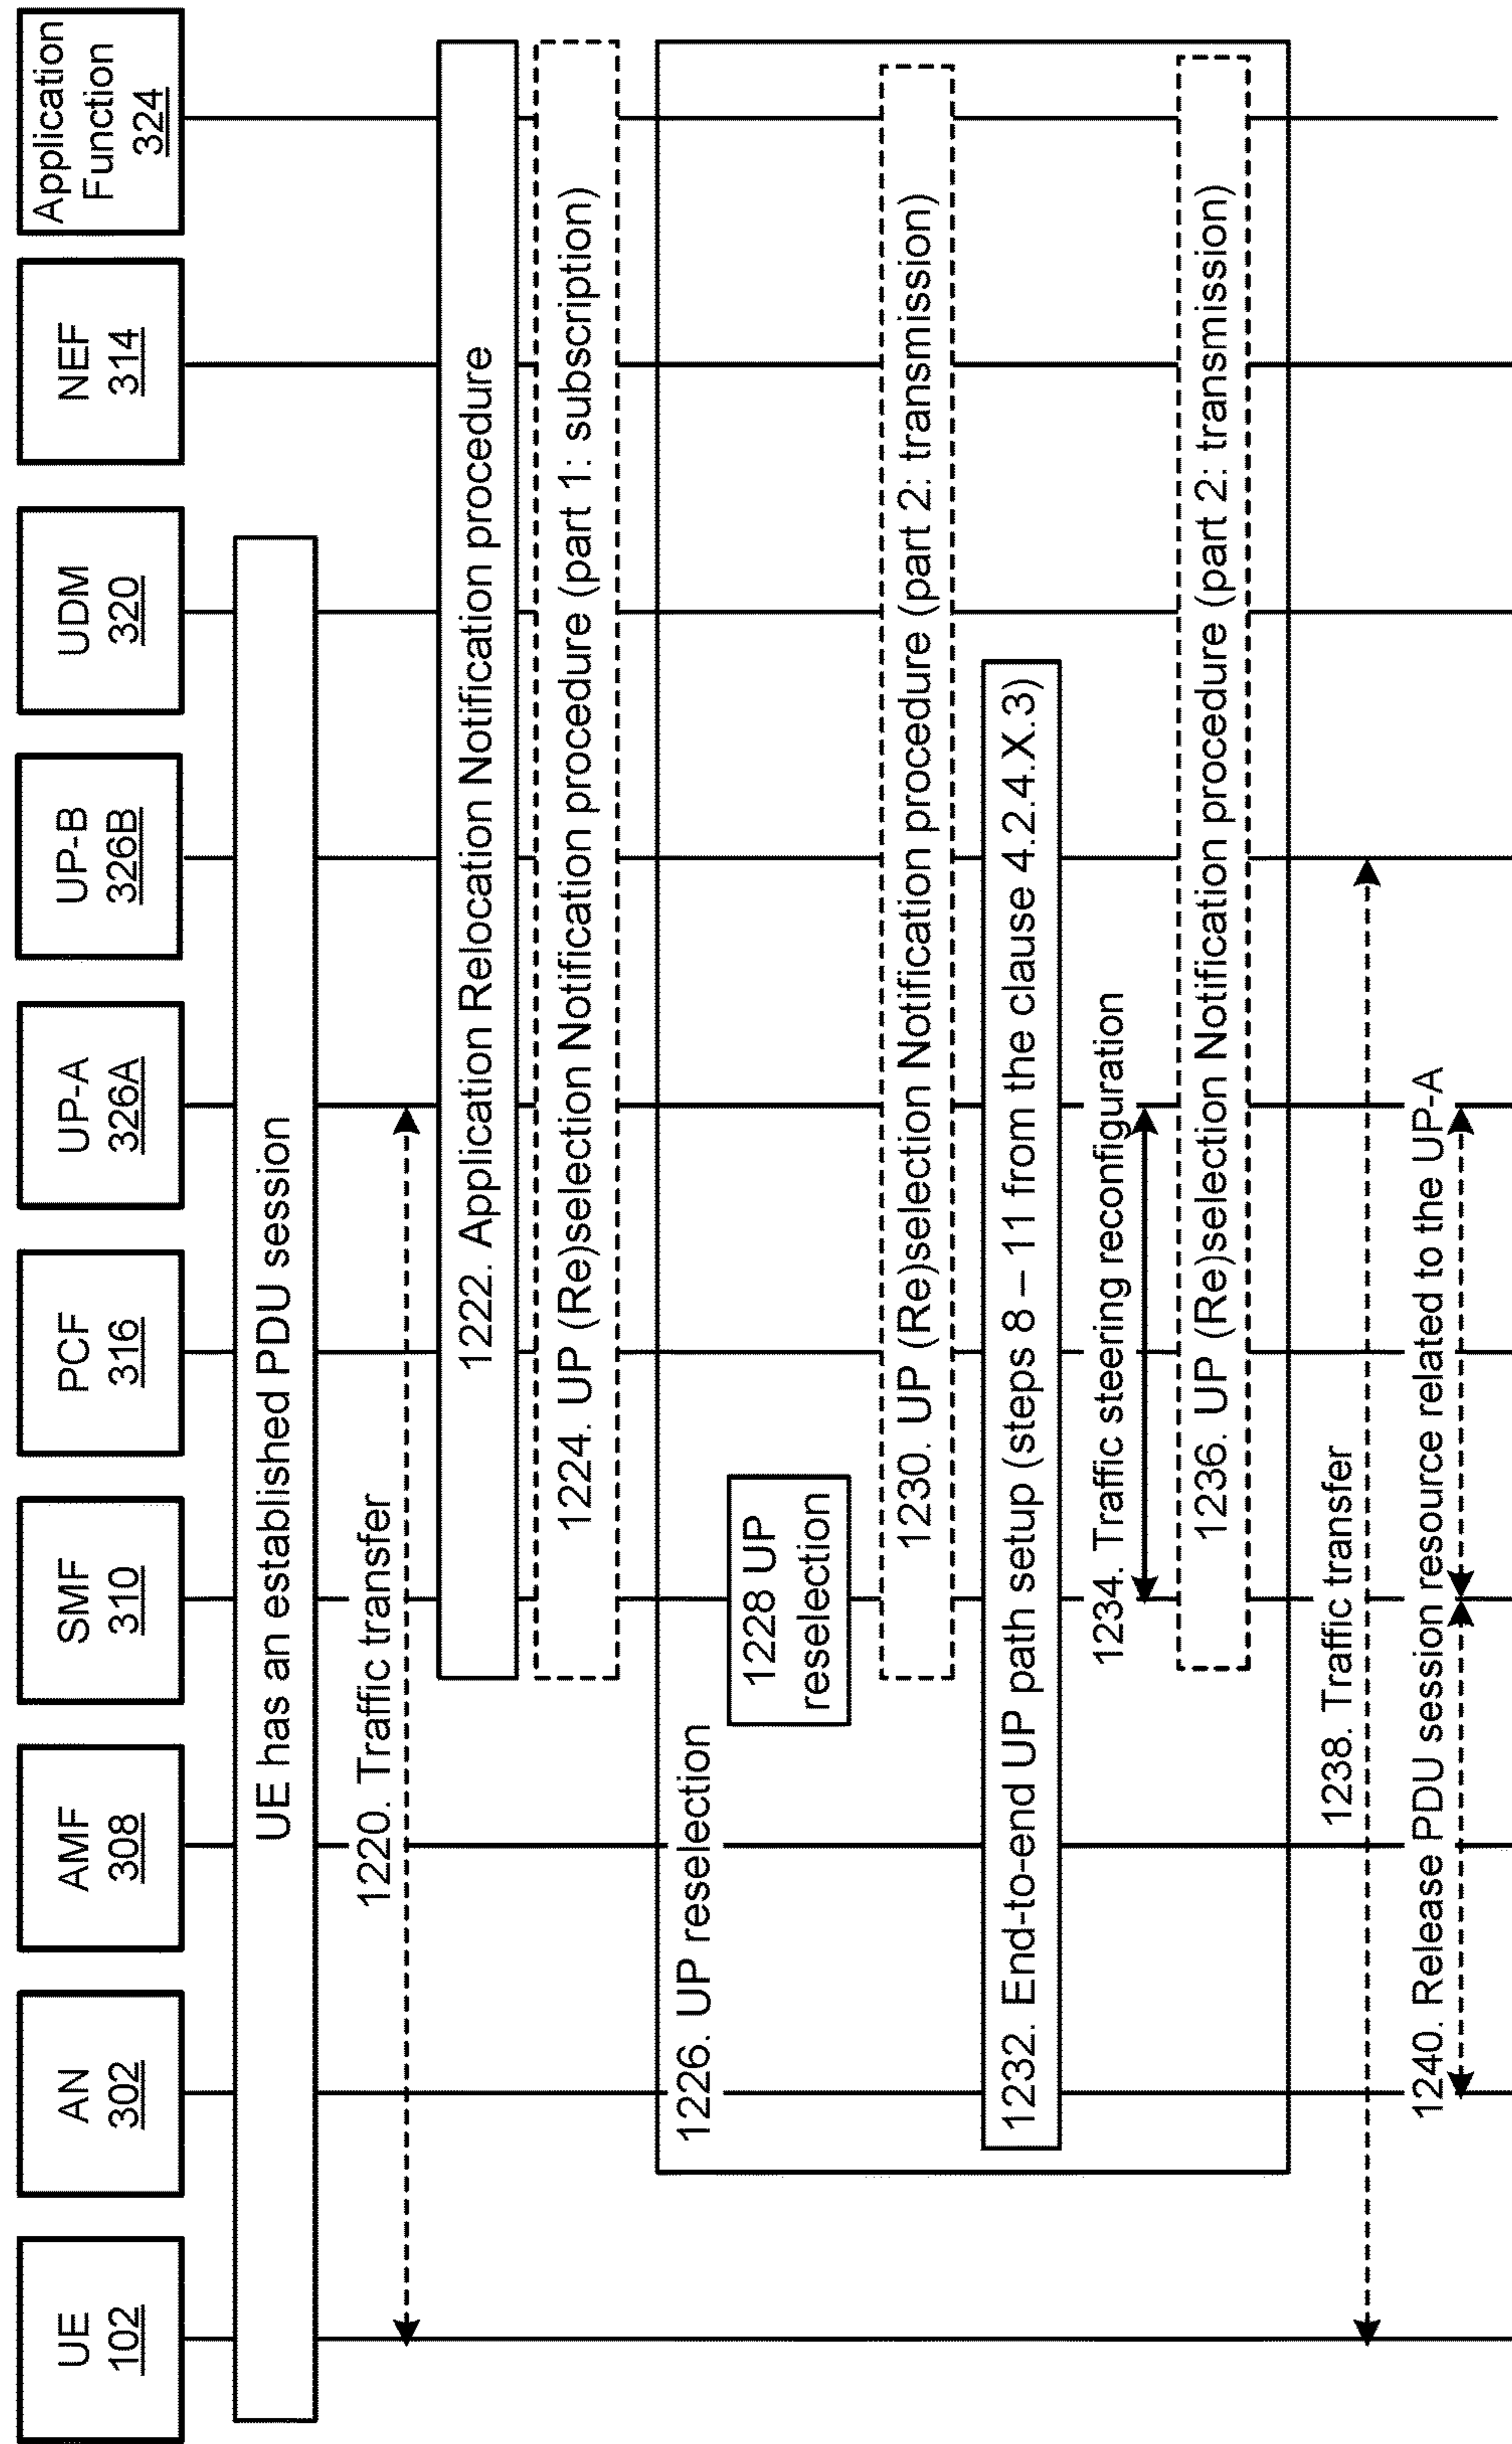 UE
102
AN
302
AMF
308
SMF
310
PCF
316
UP-A
326A
UP-B
326B
UDM
320
NEF
314
Application
Function
324
UE has an established PDU session
1220. Traffic transfer
1222. Application Relocation Notification procedure
1224. UP (Re)selection Notification procedure (part 1: subscription)
1226. UP reselection
1228 UP
reselection
1230. UP (Re)selection Notification procedure (part 2: transmission)
1232. End-to-end UP path setup (steps 8 – 11 from the clause 4.2.4.X.3)
1234. Traffic steering reconfiguration
1236. UP (Re)selection Notification procedure (part 2: transmission)
1238. Traffic transfer
1240. Release PDU session resource related to the UP-A